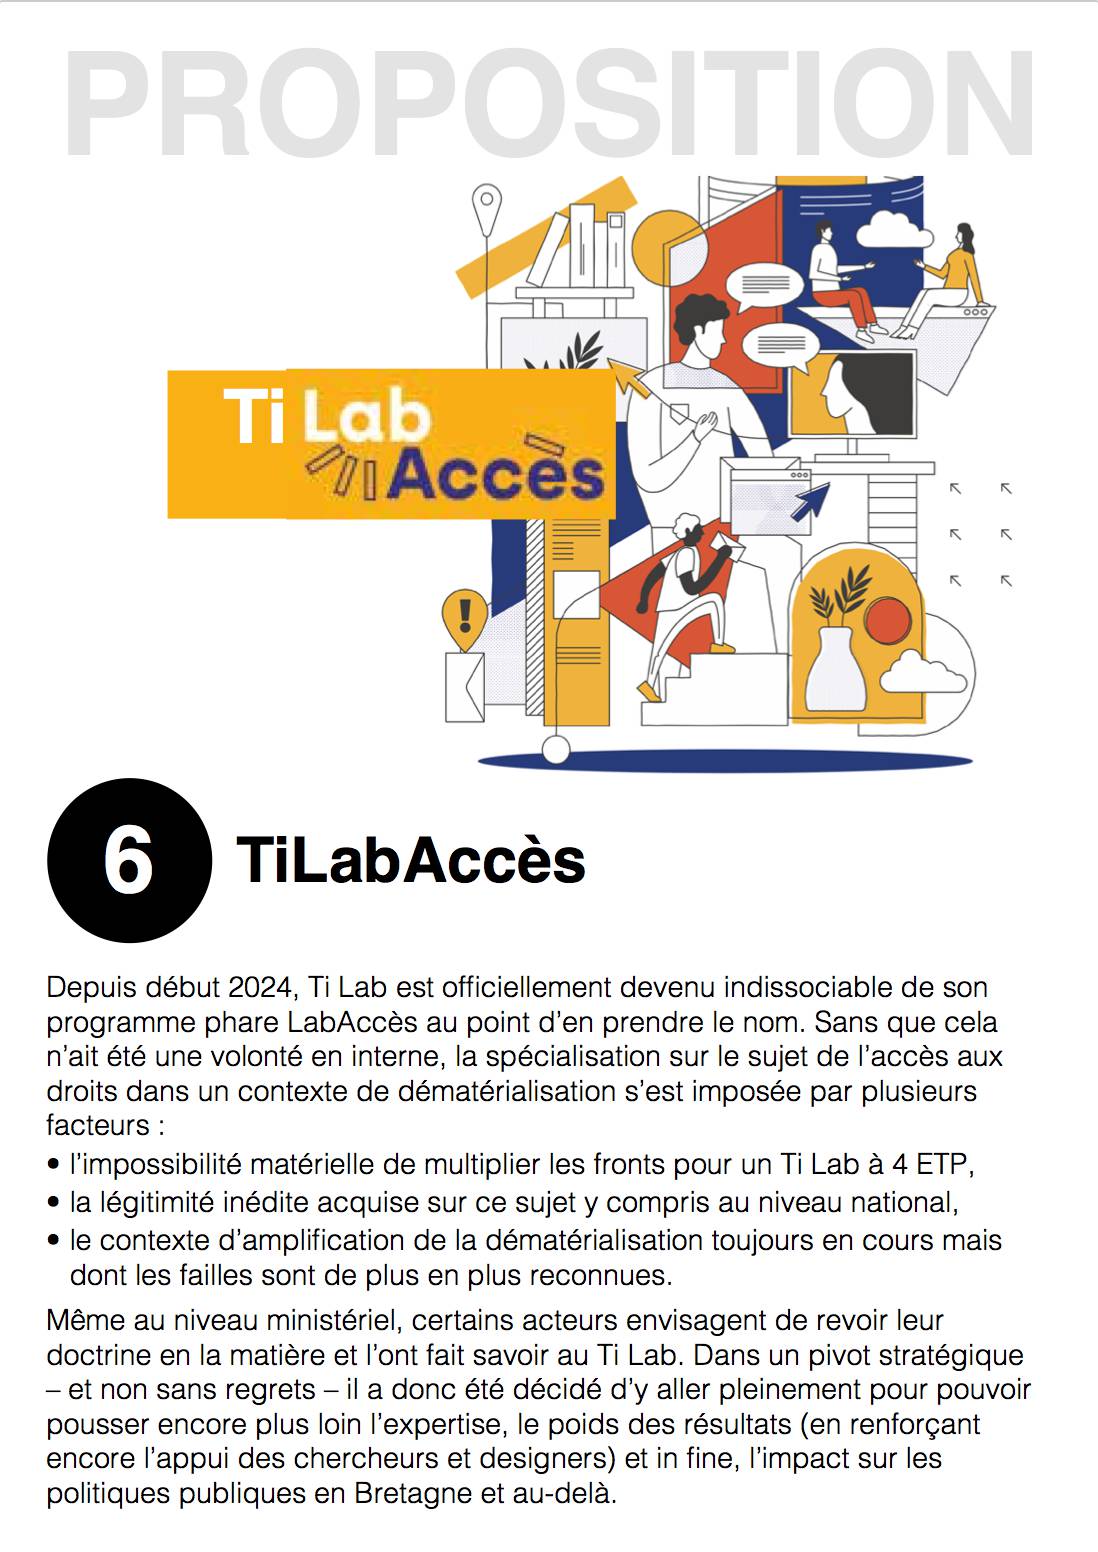 PROPOSITION
Ti Lab
Accès
!
6
TiLabAccès
Depuis début 2024, Ti Lab est officiellement devenu indissociable de son
programme phare LabAccès au point d’en prendre le nom. Sans que cela
n’ait été une volonté en interne, la spécialisation sur le sujet de l’accès aux
droits dans un contexte de dématérialisation s’est imposée par plusieurs
facteurs :
• l’impossibilité matérielle de multiplier les fronts pour un Ti Lab à 4 ETP,
• la légitimité inédite acquise sur ce sujet y compris au niveau national,
• le contexte d’amplification de la dématérialisation toujours en cours mais
dont les failles sont de plus en plus reconnues.
Même au niveau ministériel, certains acteurs envisagent de revoir leur
doctrine en la matière et l’ont fait savoir au Ti Lab. Dans un pivot stratégique
– et non sans regrets – il a donc été décidé d’y aller pleinement pour pouvoir
pousser encore plus loin l’expertise, le poids des résultats (en renforçant
encore l’appui des chercheurs et designers) et in fine, l’impact sur les
politiques publiques en Bretagne et au-delà.